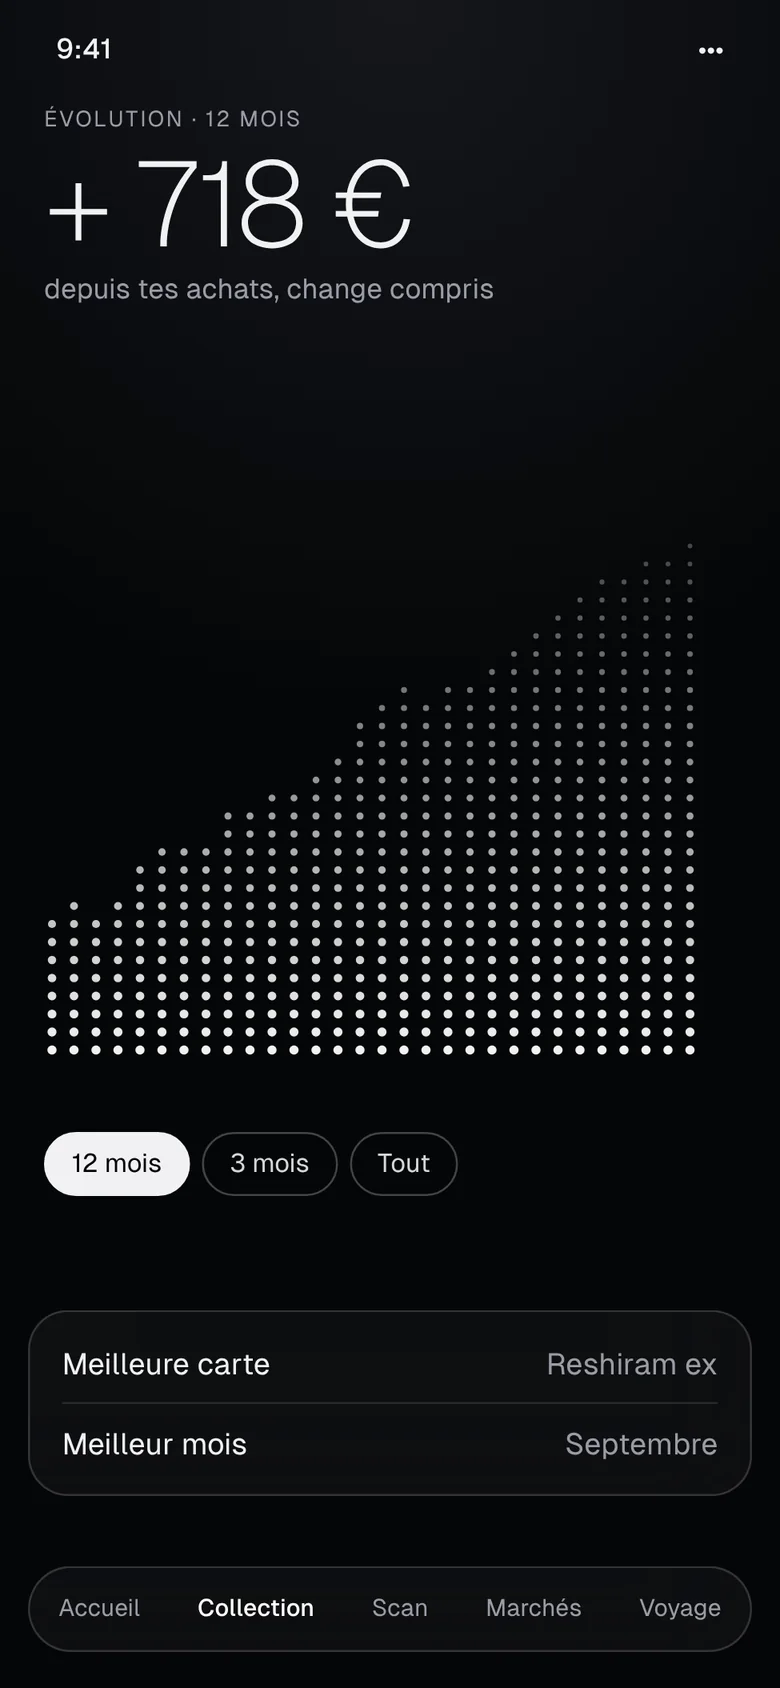 9:41
ÉVOLUTION · 12 MOIS
+ 718 €
depuis tes achats, change compris
12 mois
3 mois
Tout
Meilleure carte
Reshiram ex
Meilleur mois
Septembre
Accueil
Collection
Scan
Marchés
Voyage